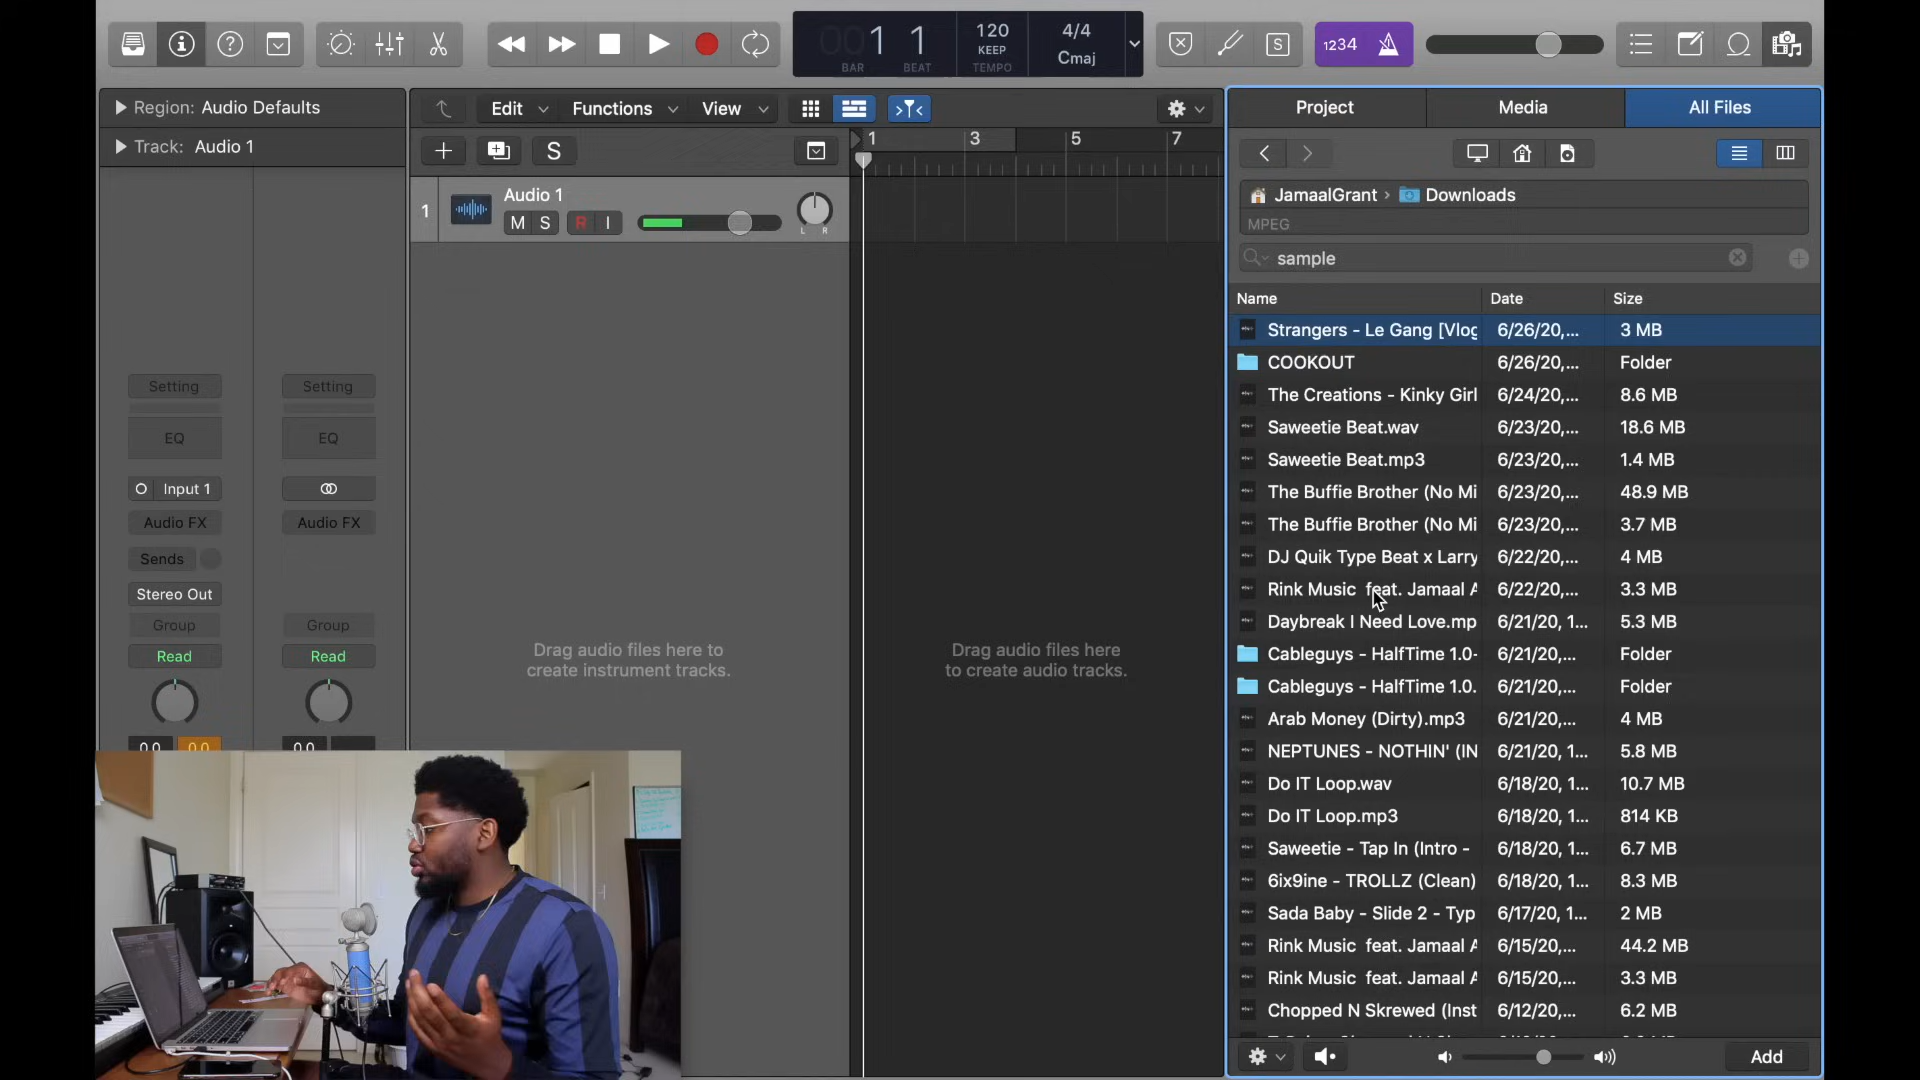 1 1
120
KEEP
4/4
Cmaj
BAR
BEAT
TEMPO
S
1234
Region: Audio Defaults
Track: Audio 1
Edit
Functions
View
S
1
3
5
7
Project
Media
All Files
JamaalGrant › Downloads
MPEG
sample
1
Audio 1
M S R I
L R
Name
Date
Size
Strangers - Le Gang [Vlog
6/26/20,...
3 MB
COOKOUT
6/26/20,...
Folder
The Creations - Kinky Girl
6/24/20,...
8.6 MB
Saweetie Beat.wav
6/23/20,...
18.6 MB
Saweetie Beat.mp3
6/23/20,...
1.4 MB
The Buffie Brother (No Mi
6/23/20,...
48.9 MB
The Buffie Brother (No Mi
6/23/20,...
3.7 MB
DJ Quik Type Beat x Larry
6/22/20,...
4 MB
Rink Music feat. Jamaal A
6/22/20,...
3.3 MB
Daybreak I Need Love.mp
6/21/20, 1...
5.3 MB
Cableguys - HalfTime 1.0-
6/21/20,...
Folder
Cableguys - HalfTime 1.0.
6/21/20,...
Folder
Arab Money (Dirty).mp3
6/21/20,...
4 MB
NEPTUNES - NOTHIN' (IN
6/21/20, 1...
5.8 MB
Do IT Loop.wav
6/18/20, 1...
10.7 MB
Do IT Loop.mp3
6/18/20, 1...
814 KB
Saweetie - Tap In (Intro -
6/18/20, 1...
6.7 MB
6ix9ine - TROLLZ (Clean)
6/18/20, 1...
8.3 MB
Sada Baby - Slide 2 - Typ
6/17/20, 1...
2 MB
Rink Music feat. Jamaal A
6/15/20,...
44.2 MB
Rink Music feat. Jamaal A
6/15/20,...
3.3 MB
Chopped N Skrewed (Inst
6/12/20,...
6.2 MB
Add
Setting
Setting
EQ
EQ
Input 1
Audio FX
Audio FX
Sends
Stereo Out
Group
Group
Read
Read
0.0
0.0
0.0
Drag audio files here to
create instrument tracks.
Drag audio files here
to create audio tracks.